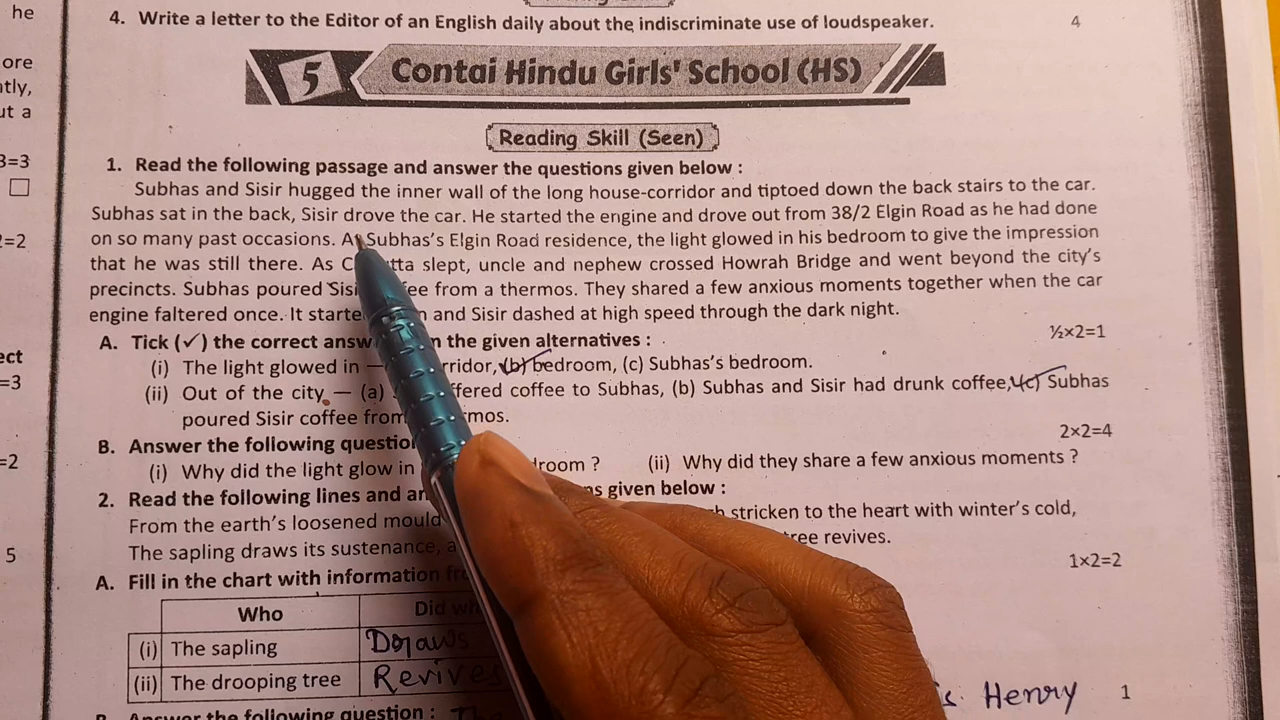 he
ore
tly,
ut a
3=3
2=2
ect
=3
=2
5
4. Write a letter to the Editor of an English daily about the indiscriminate use of loudspeaker. 4
5 Contai Hindu Girls' School (HS)
Reading Skill (Seen)
1. Read the following passage and answer the questions given below :
Subhas and Sisir hugged the inner wall of the long house-corridor and tiptoed down the back stairs to the car.
Subhas sat in the back, Sisir drove the car. He started the engine and drove out from 38/2 Elgin Road as he had done
on so many past occasions. A Subhas's Elgin Road residence, the light glowed in his bedroom to give the impression
that he was still there. As C tta slept, uncle and nephew crossed Howrah Bridge and went beyond the city's
precincts. Subhas poured Sisi fee from a thermos. They shared a few anxious moments together when the car
engine faltered once. It starte n and Sisir dashed at high speed through the dark night.
A. Tick (✓) the correct answ n the given alternatives : ½×2=1
(i) The light glowed in — rridor, (b) bedroom, (c) Subhas's bedroom.
(ii) Out of the city — (a) ffered coffee to Subhas, (b) Subhas and Sisir had drunk coffee, (c) Subhas
poured Sisir coffee from mos.
B. Answer the following questio 2×2=4
(i) Why did the light glow in droom ? (ii) Why did they share a few anxious moments ?
2. Read the following lines and an ns given below :
From the earth's loosened mould h stricken to the heart with winter's cold,
The sapling draws its sustenance, a tree revives.
A. Fill in the chart with information fr 1×2=2
Who Did wh
(i) The sapling Draws
(ii) The drooping tree Revives
B. Answer the following question : s. Henry 1